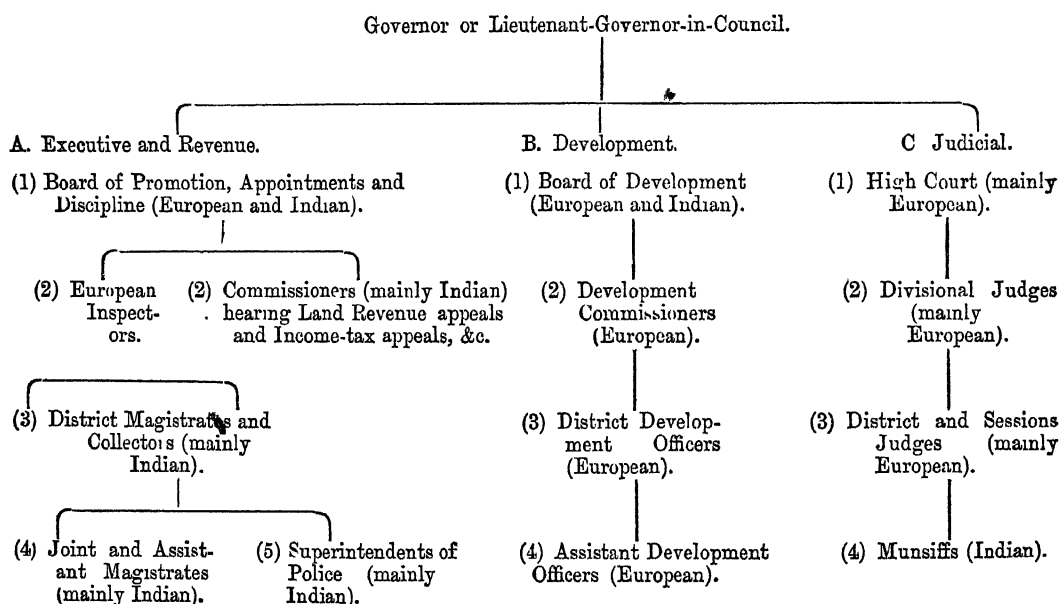 Governor or Lieutenant-Governor-in-Council.
A. Executive and Revenue.
(1) Board of Promotion, Appointments and
Discipline (European and Indian).
(2) European
Inspect-
ors.
(2) Commissioners (mainly Indian)
hearing Land Revenue appeals
and Income-tax appeals, &c.
(3) District Magistrates and
Collectors (mainly
Indian).
(4) Joint and Assist-
ant Magistrates
(mainly Indian).
(5) Superintendents of
Police (mainly
Indian).
B. Development.
(1) Board of Development
(European and Indian).
(2) Development
Commissioners
(European).
(3) District Develop-
ment Officers
(European).
(4) Assistant Development
Officers (European).
C Judicial.
(1) High Court (mainly
European).
(2) Divisional Judges
(mainly
European).
(3) District and Sessions
Judges (mainly
European).
(4) Munsiffs (Indian).